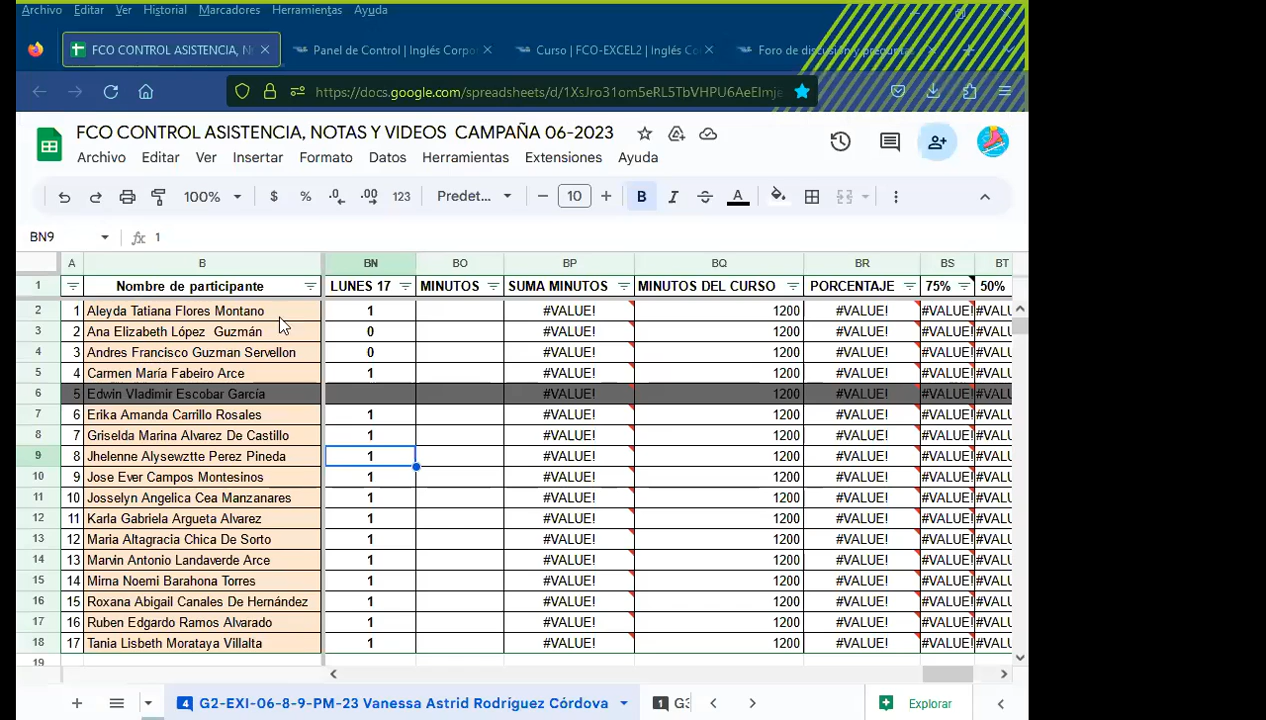 Archivo Editar Ver Historial Marcadores Herramientas Ayuda
FCO CONTROL ASISTENCIA, N Panel de Control | Inglés Corpo Curso | FCO-EXCEL2 | Inglés Co Foro de discusión y preguntas
https://docs.google.com/spreadsheets/d/1XsJro31om5eRL5TbVHPU6AeEImje
FCO CONTROL ASISTENCIA, NOTAS Y VIDEOS CAMPAÑA 06-2023
Archivo Editar Ver Insertar Formato Datos Herramientas Extensiones Ayuda
100% $ % .0 .00 123 Predet... 10 B I A
BN9 fx 1
A B BN BO BP BQ BR BS BT
1 Nombre de participante LUNES 17 MINUTOS SUMA MINUTOS MINUTOS DEL CURSO PORCENTAJE 75% 50%
2 1 Aleyda Tatiana Flores Montano 1 #VALUE! 1200 #VALUE! #VALUE! #VALU
3 2 Ana Elizabeth López Guzmán 0 #VALUE! 1200 #VALUE! #VALUE! #VALU
4 3 Andres Francisco Guzman Servellon 0 #VALUE! 1200 #VALUE! #VALUE! #VALU
5 4 Carmen María Fabeiro Arce 1 #VALUE! 1200 #VALUE! #VALUE! #VALU
6 5 Edwin Vladimir Escobar García #VALUE! 1200 #VALUE! #VALUE! #VALU
7 6 Erika Amanda Carrillo Rosales 1 #VALUE! 1200 #VALUE! #VALUE! #VALU
8 7 Griselda Marina Alvarez De Castillo 1 #VALUE! 1200 #VALUE! #VALUE! #VALU
9 8 Jhelenne Alysewztte Perez Pineda 1 #VALUE! 1200 #VALUE! #VALUE! #VALU
10 9 Jose Ever Campos Montesinos 1 #VALUE! 1200 #VALUE! #VALUE! #VALU
11 10 Josselyn Angelica Cea Manzanares 1 #VALUE! 1200 #VALUE! #VALUE! #VALU
12 11 Karla Gabriela Argueta Alvarez 1 #VALUE! 1200 #VALUE! #VALUE! #VALU
13 12 Maria Altagracia Chica De Sorto 1 #VALUE! 1200 #VALUE! #VALUE! #VALU
14 13 Marvin Antonio Landaverde Arce 1 #VALUE! 1200 #VALUE! #VALUE! #VALU
15 14 Mirna Noemi Barahona Torres 1 #VALUE! 1200 #VALUE! #VALUE! #VALU
16 15 Roxana Abigail Canales De Hernández 1 #VALUE! 1200 #VALUE! #VALUE! #VALU
17 16 Ruben Edgardo Ramos Alvarado 1 #VALUE! 1200 #VALUE! #VALUE! #VALU
18 17 Tania Lisbeth Morataya Villalta 1 #VALUE! 1200 #VALUE! #VALUE! #VALU
19
4 G2-EXI-06-8-9-PM-23 Vanessa Astrid Rodríguez Córdova 1 G3 Explorar